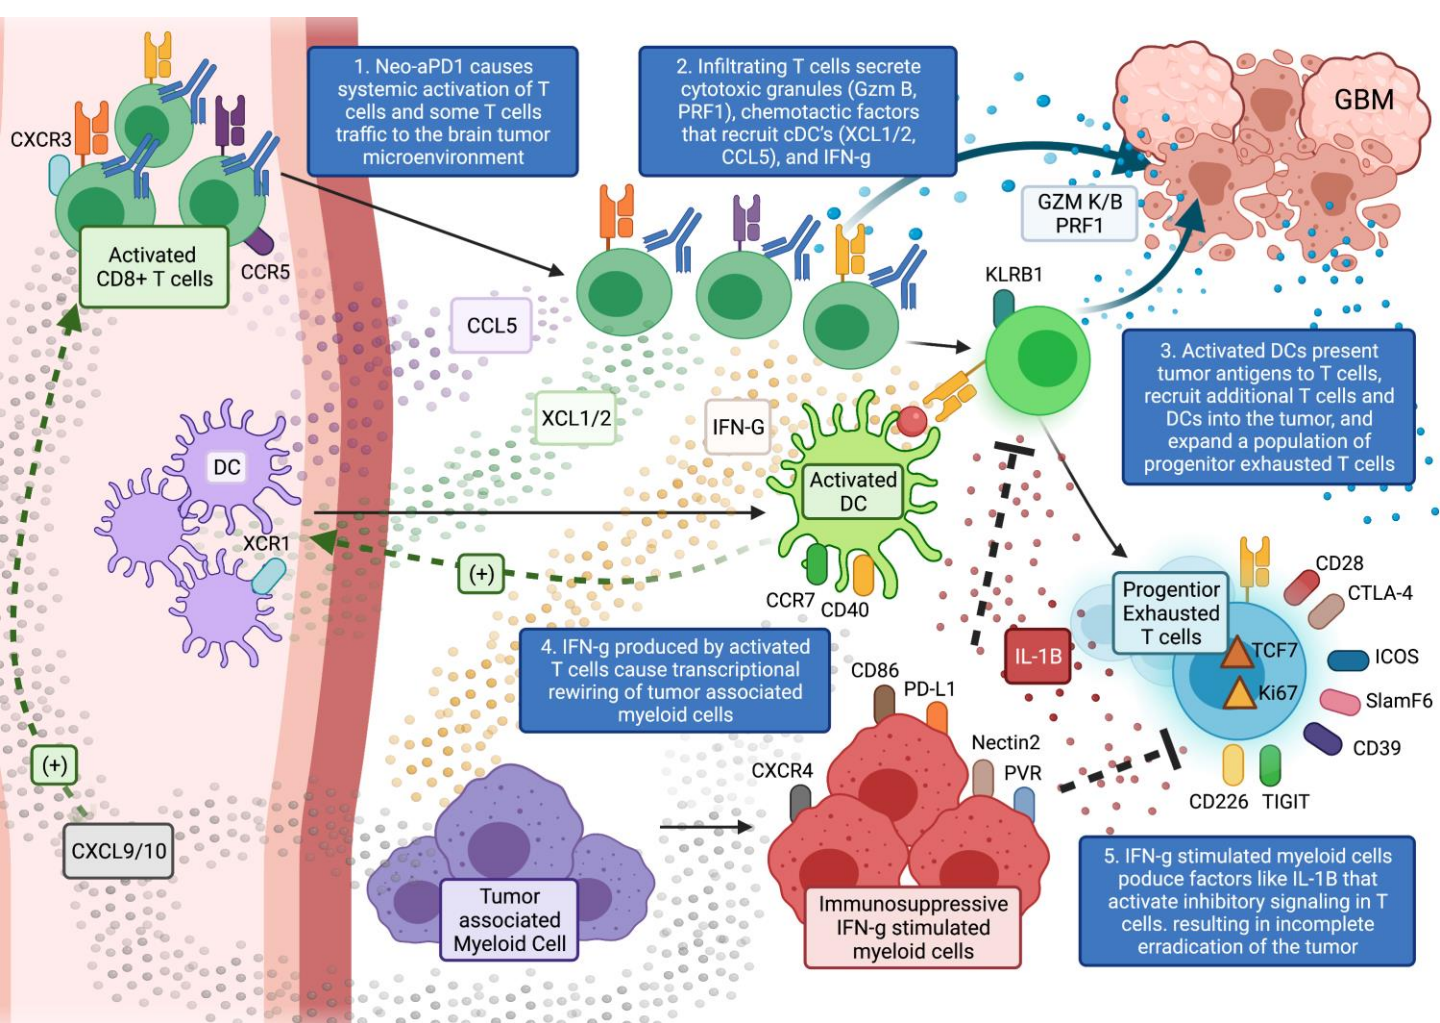 1. Neo-aPD1 causes
systemic activation of T
cells and some T cells
traffic to the brain tumor
microenvironment
2. Infiltrating T cells secrete
cytotoxic granules (Gzm B,
PRF1), chemotactic factors
that recruit cDC's (XCL1/2,
CCL5), and IFN-g
GBM
CXCR3
GZM K/B
PRF1
Activated
CD8+ T cells
CCR5
KLRB1
CCL5
3. Activated DCs present
tumor antigens to T cells,
recruit additional T cells and
DCs into the tumor, and
expand a population of
progenitor exhausted T cells
XCL1/2
IFN-G
DC
Activated
DC
XCR1
(+)
CCR7
CD40
CD28
CTLA-4
Progentior
Exhausted
T cells
TCF7
Ki67
ICOS
SlamF6
CD39
CD226
TIGIT
4. IFN-g produced by activated
T cells cause transcriptional
rewiring of tumor associated
myeloid cells
IL-1B
CD86
PD-L1
Nectin2
PVR
CXCR4
(+)
CXCL9/10
Tumor
associated
Myeloid Cell
Immunosuppressive
IFN-g stimulated
myeloid cells
5. IFN-g stimulated myeloid cells
poduce factors like IL-1B that
activate inhibitory signaling in T
cells. resulting in incomplete
erradication of the tumor